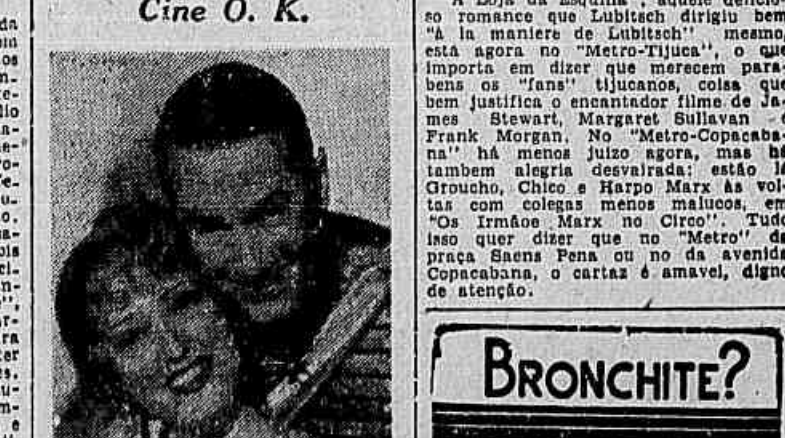 Cine O. K.
"A Loja da Esquina", aquele delicio-
so romance que Lubitsch dirigiu bem
"à la maniere de Lubitsch" mesmo,
está agora no "Metro-Tijuca", o que
importa em dizer que merecem para-
bens os "fans" tijucanos, coisa que
bem justifica o encantador filme de Ja-
mes Stewart, Margaret Sullavan e
Frank Morgan. No "Metro-Copacaba-
na" há menos juizo agora, mas há
tambem alegria desvairada: estão lá
Groucho, Chico e Harpo Marx ás vol-
tas com colegas menos malucos, em
"Os Irmãoe Marx no Circo". Tudo
isso quer dizer que no "Metro" da
praça Saens Pena ou no da avenida
Copacabana, o cartaz é amavel, digno
de atenção.
BRONCHITE?